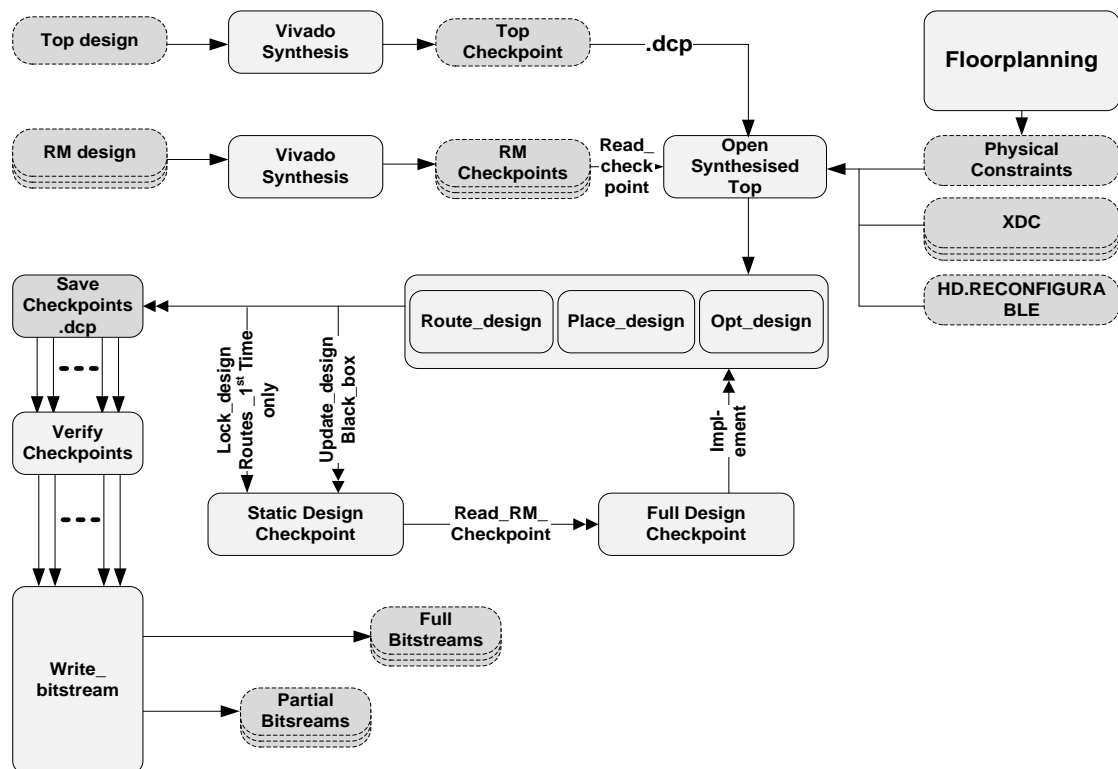 Top design
Vivado
Synthesis
Top
Checkpoint
.dcp
Floorplanning
RM design
Vivado
Synthesis
RM
Checkpoints
Read_
check
point
Open
Synthesised
Top
Physical
Constraints
XDC
HD.RECONFIGURA
BLE
Save
Checkpoints
.dcp
Route_design
Place_design
Opt_design
Lock_design
Routes _1st Time
only
Update_design
Black_box
Impl-
ement
Verify
Checkpoints
Static Design
Checkpoint
Read_RM_
Checkpoint
Full Design
Checkpoint
Write_
bitstream
Full
Bitstreams
Partial
Bitsreams